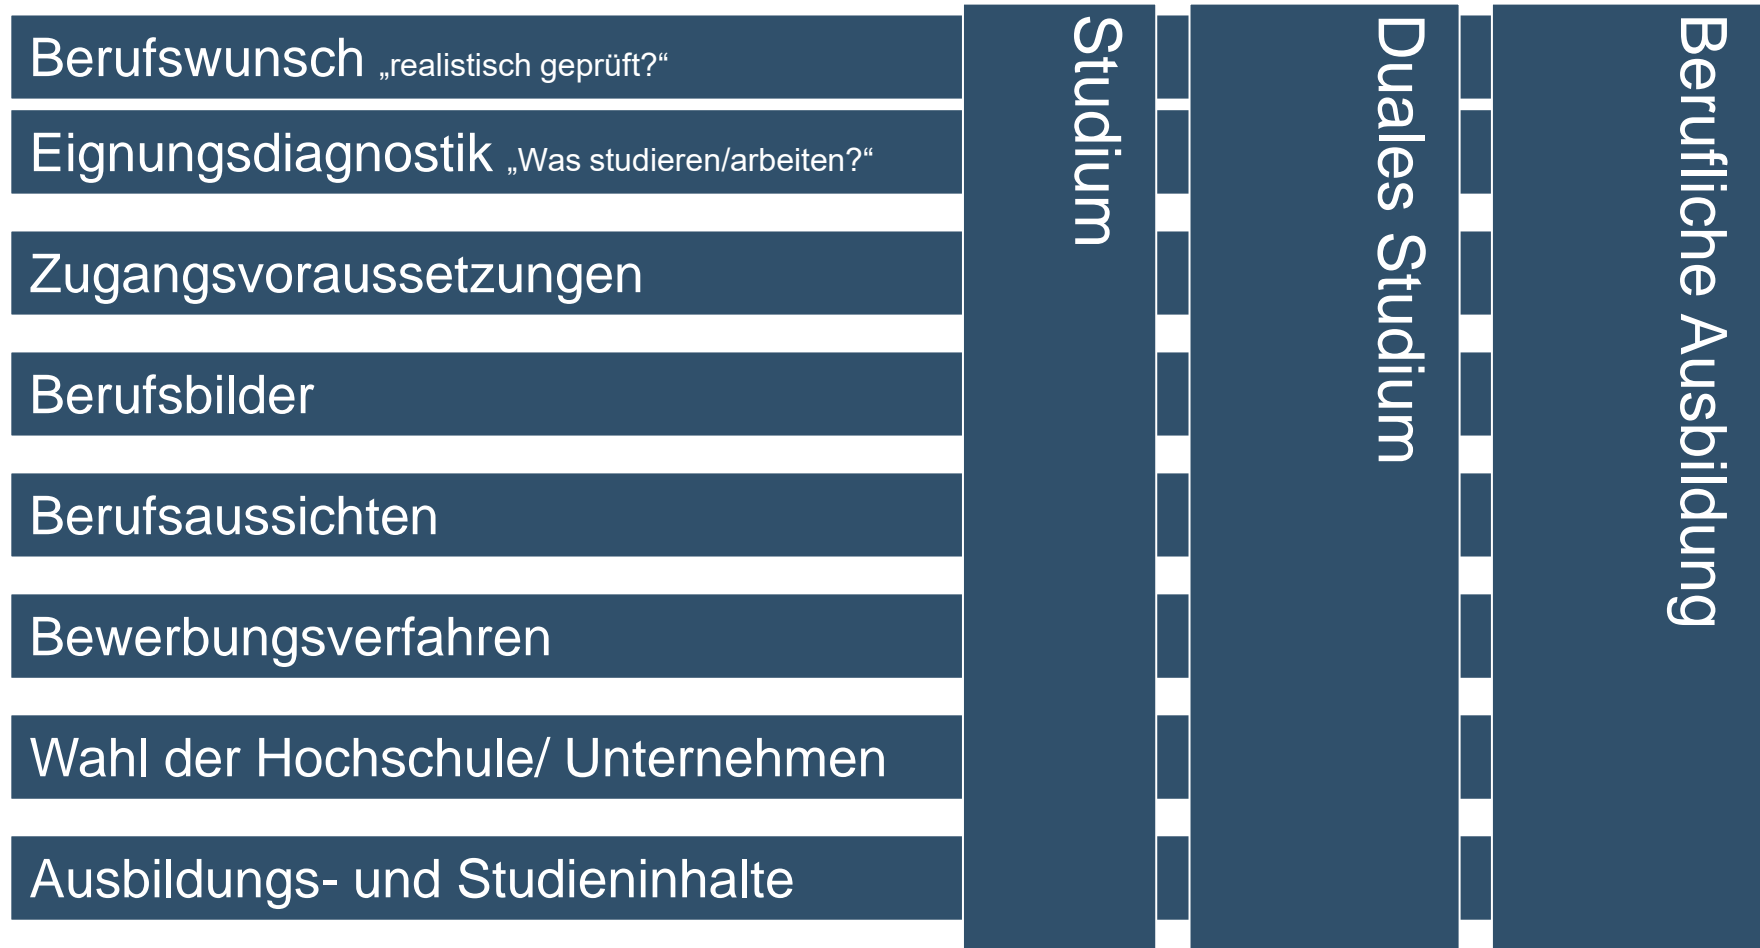 Berufswunsch „realistisch geprüft?“
Eignungsdiagnostik „Was studieren/arbeiten?“
Zugangsvoraussetzungen
Berufsbilder
Berufsaussichten
Bewerbungsverfahren
Wahl der Hochschule/ Unternehmen
Ausbildungs- und Studieninhalte
Studium
Duales Studium
Berufliche Ausbildung